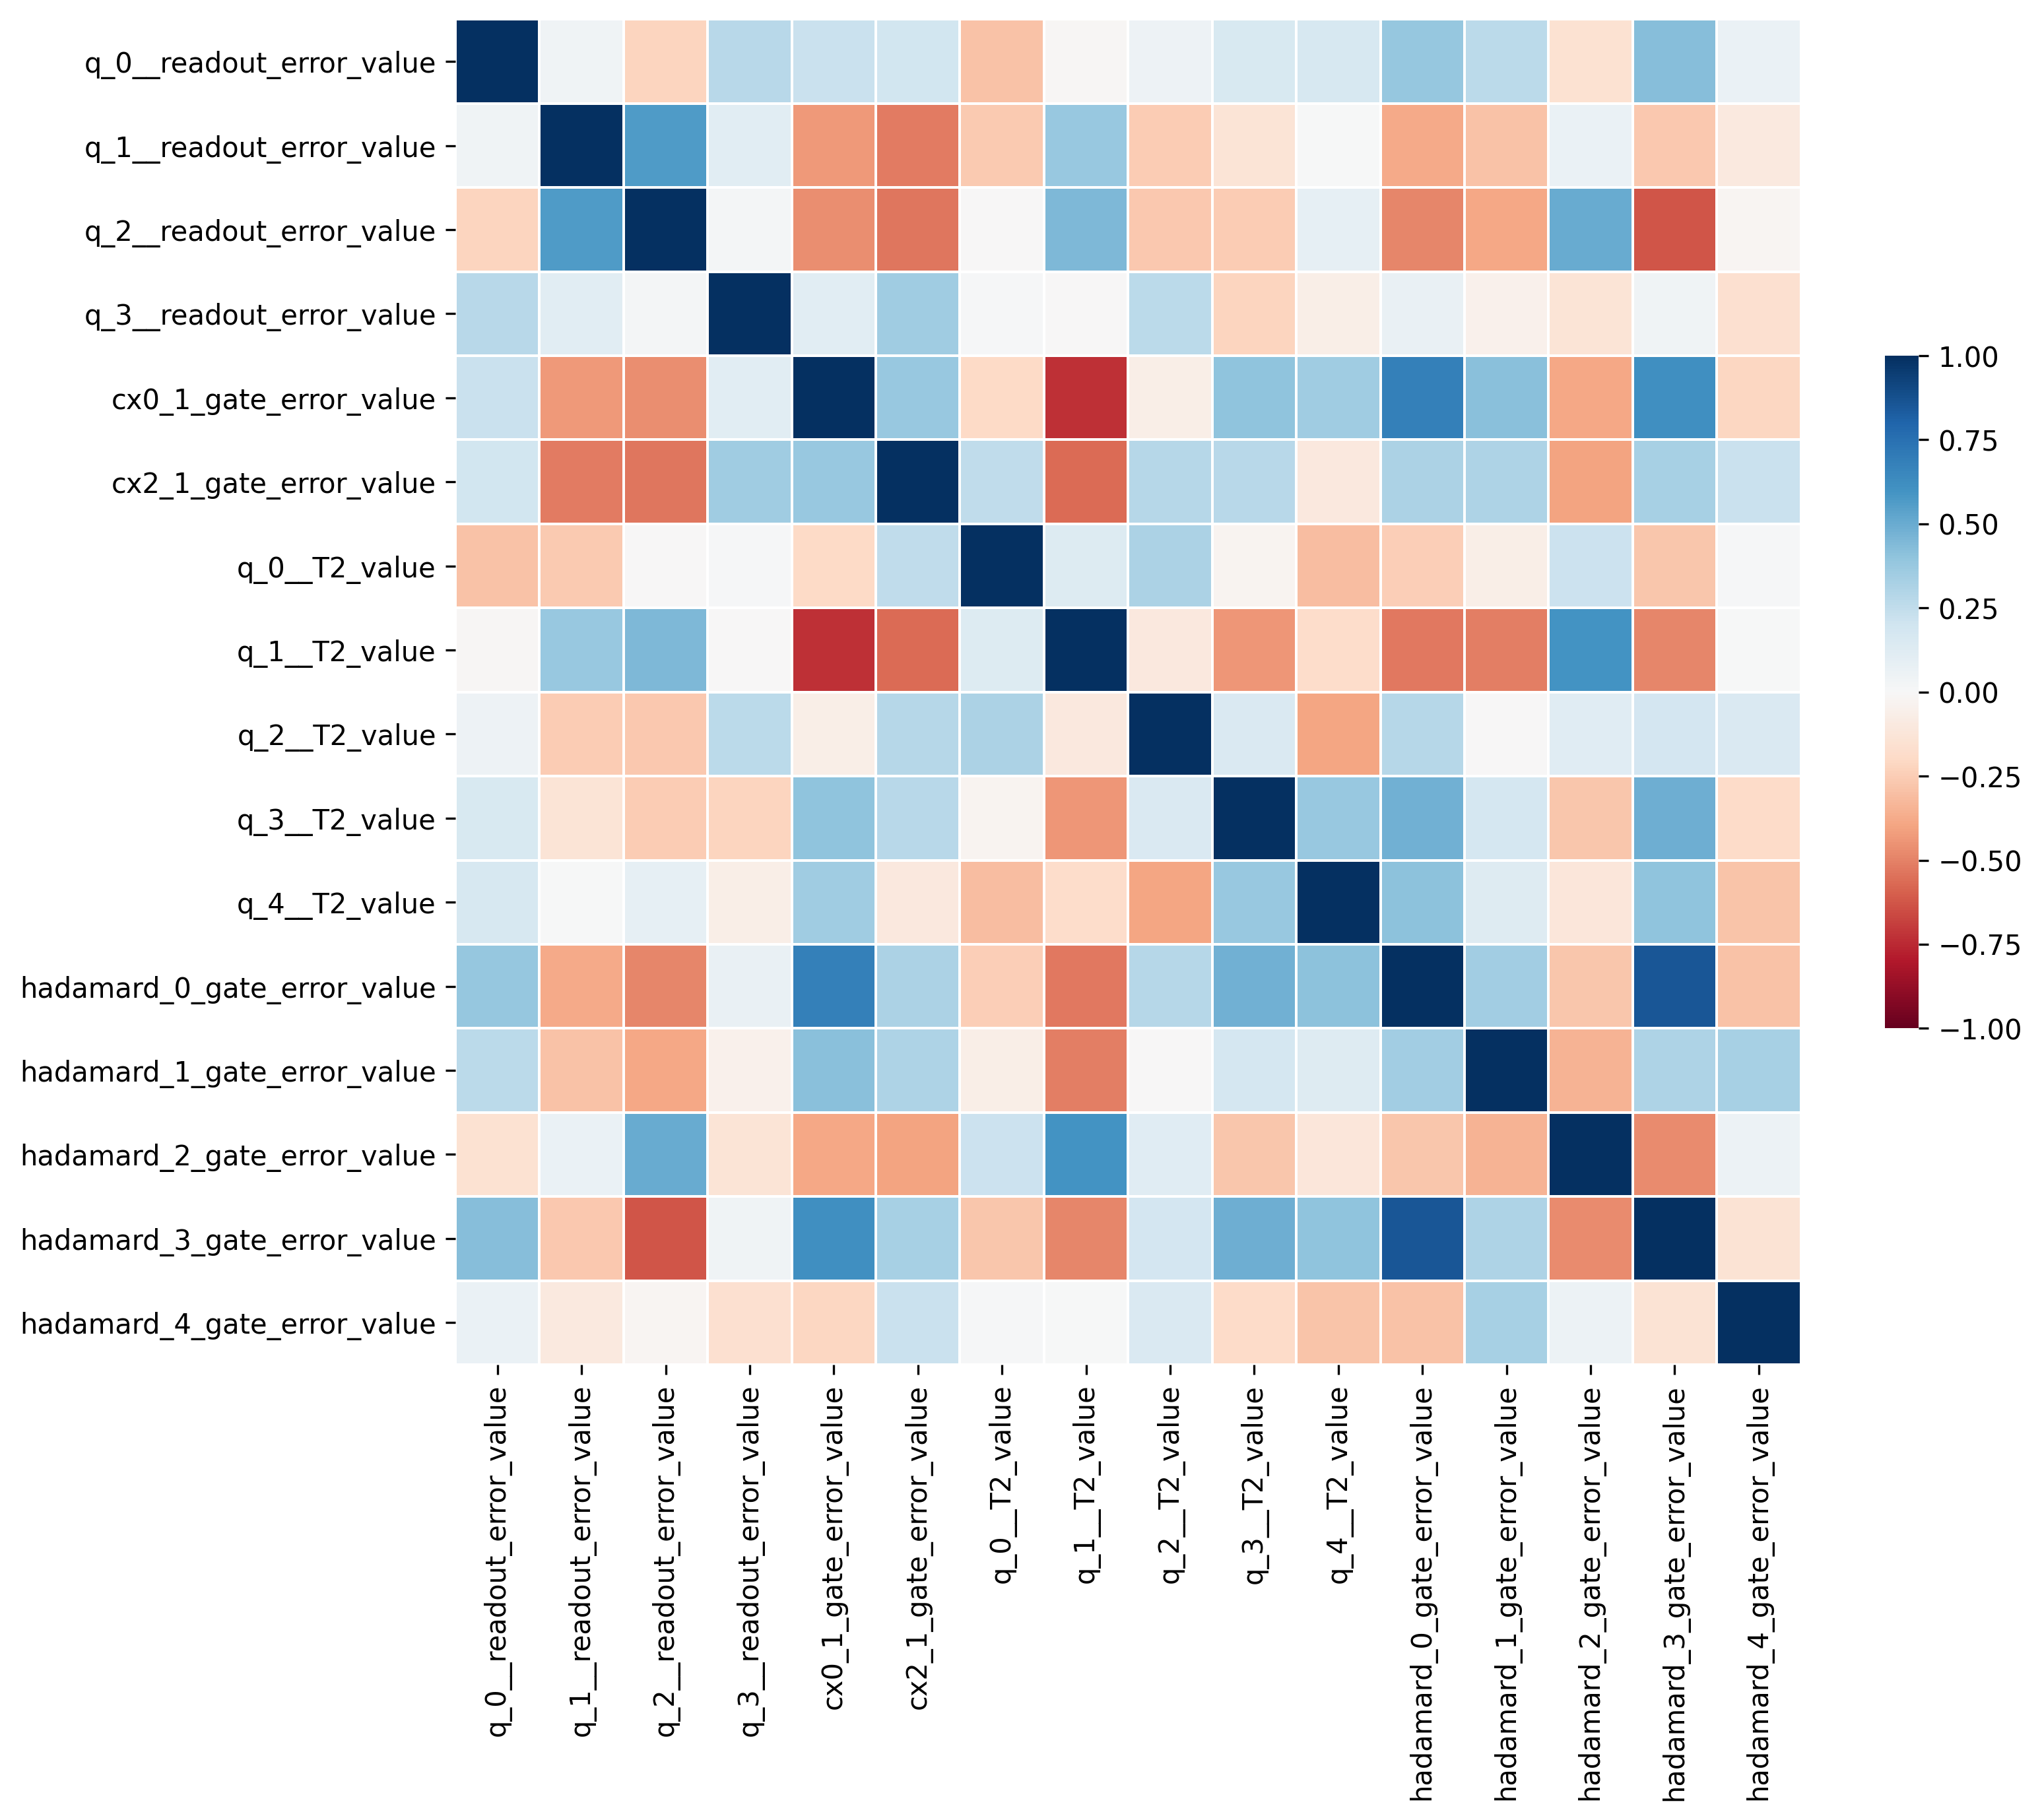 q_0__readout_error_value
q_1__readout_error_value
q_2__readout_error_value
q_3__readout_error_value
cx0_1_gate_error_value
cx2_1_gate_error_value
q_0__T2_value
q_1__T2_value
q_2__T2_value
q_3__T2_value
q_4__T2_value
hadamard_0_gate_error_value
hadamard_1_gate_error_value
hadamard_2_gate_error_value
hadamard_3_gate_error_value
hadamard_4_gate_error_value
q_0__readout_error_value
q_1__readout_error_value
q_2__readout_error_value
q_3__readout_error_value
cx0_1_gate_error_value
cx2_1_gate_error_value
q_0__T2_value
q_1__T2_value
q_2__T2_value
q_3__T2_value
q_4__T2_value
hadamard_0_gate_error_value
hadamard_1_gate_error_value
hadamard_2_gate_error_value
hadamard_3_gate_error_value
hadamard_4_gate_error_value
1.00
0.75
0.50
0.25
0.00
−0.25
−0.50
−0.75
−1.00